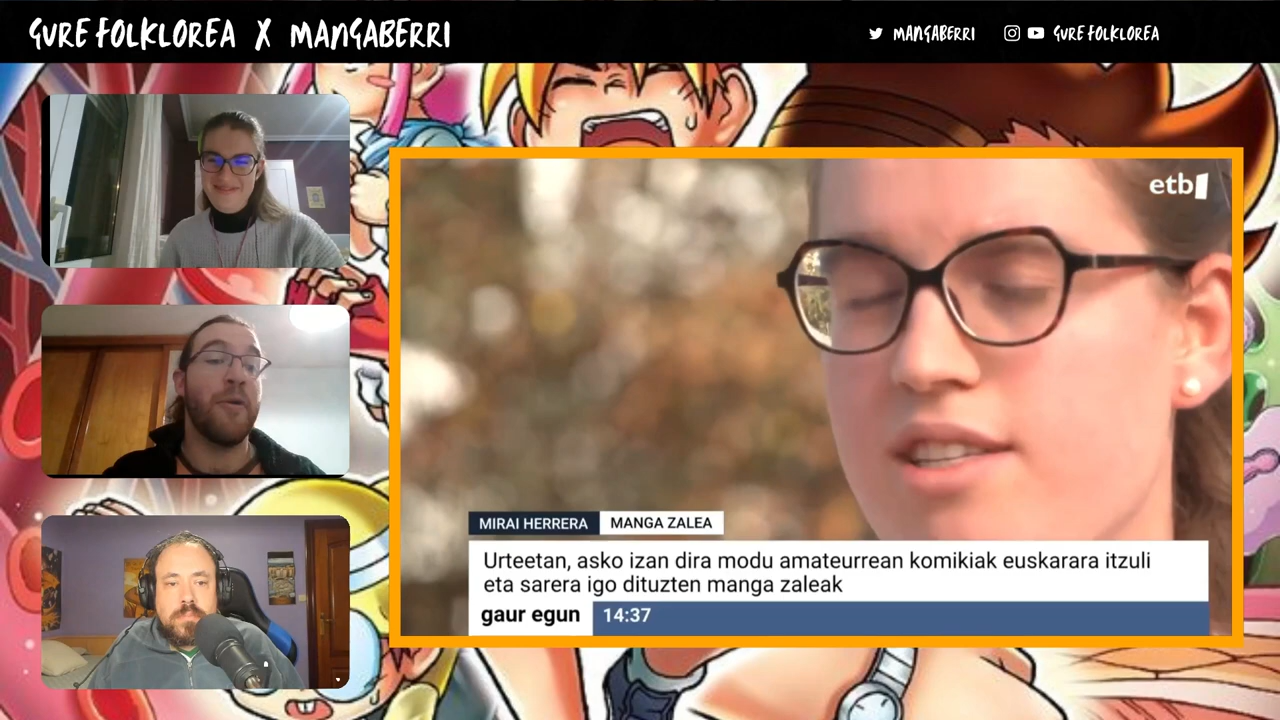 GURE FOLKLOREA X MANGABERRI
MANGABERRI
GURE FOLKLOREA
etb1
MIRAI HERRERA
MANGA ZALEA
Urteetan, asko izan dira modu amateurrean komikiak euskarara itzuli
eta sarera igo dituzten manga zaleak
gaur egun
14:37